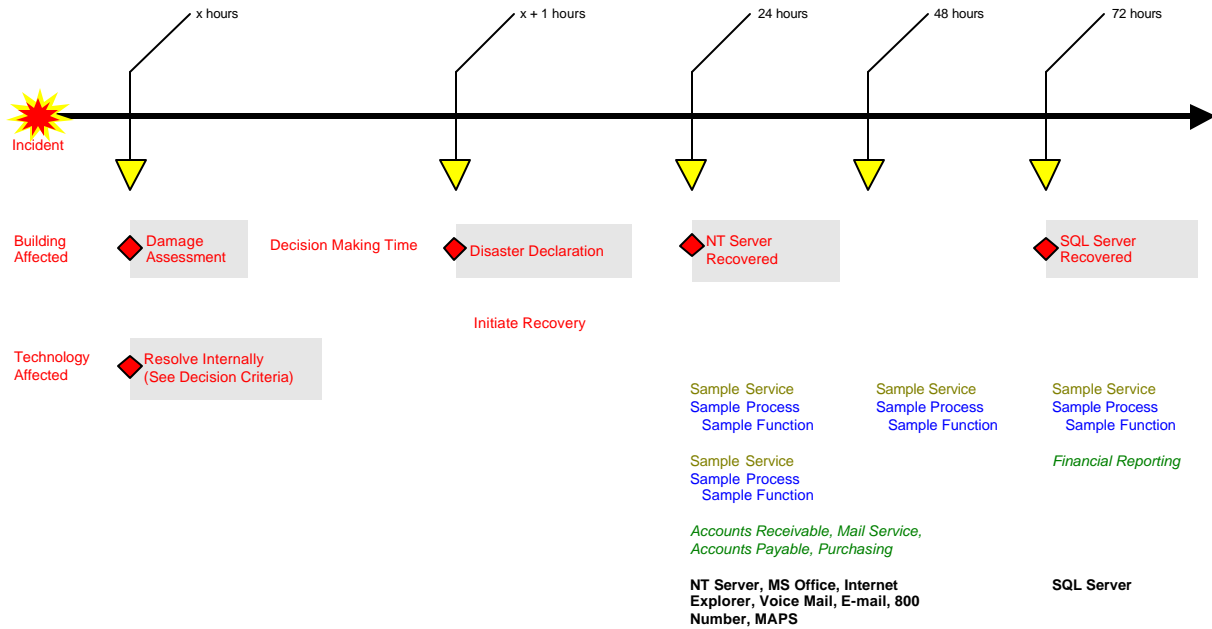 x hours
x + 1 hours
24 hours
48 hours
72 hours
Incident
Building
Affected
Damage
Assessment
Decision Making Time
Disaster Declaration
NT Server
Recovered
SQL Server
Recovered
Initiate Recovery
Technology
Affected
Resolve Internally
(See Decision Criteria)
Sample Service
Sample Process
Sample Function
Sample Service
Sample Process
Sample Function
Accounts Receivable, Mail Service,
Accounts Payable, Purchasing
NT Server, MS Office, Internet
Explorer, Voice Mail, E-mail, 800
Number, MAPS
Sample Service
Sample Process
Sample Function
Sample Service
Sample Process
Sample Function
Financial Reporting
SQL Server